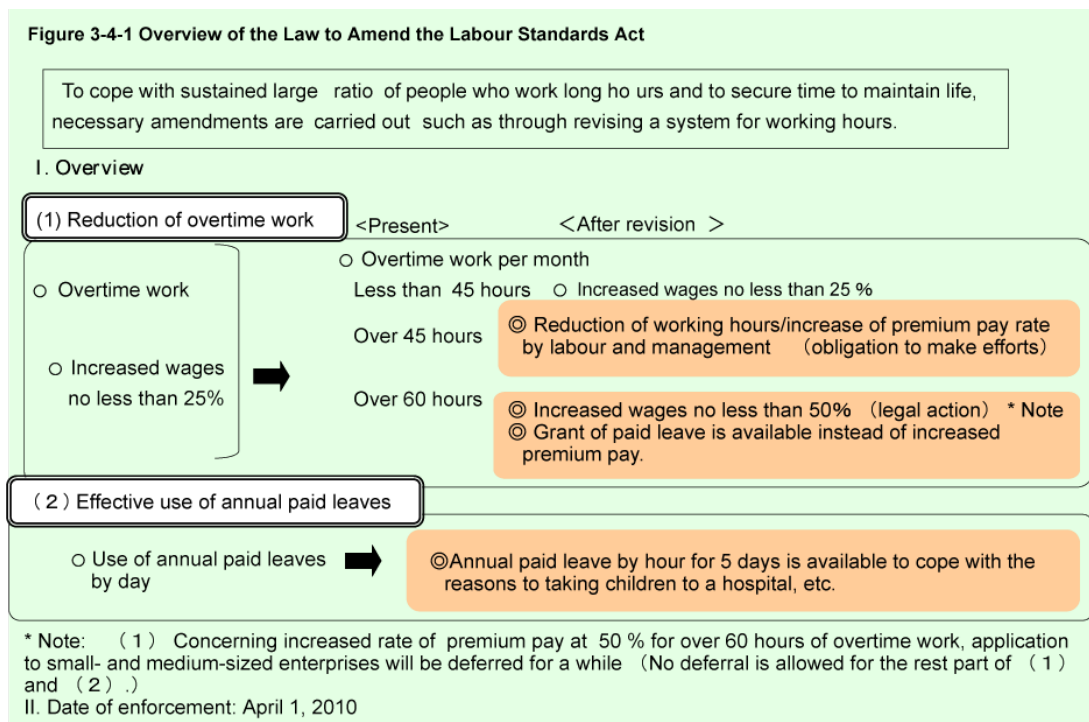 Figure 3-4-1 Overview of the Law to Amend the Labour Standards Act
To cope with sustained large ratio of people who work long ho urs and to secure time to maintain life,
necessary amendments are carried out such as through revising a system for working hours.
I. Overview
(1) Reduction of overtime work
<Present>
＜After revision ＞
○ Overtime work
○ Increased wages
no less than 25%
○ Overtime work per month
Less than 45 hours ○ Increased wages no less than 25 %
Over 45 hours
◎ Reduction of working hours/increase of premium pay rate
by labour and management （obligation to make efforts）
Over 60 hours
◎ Increased wages no less than 50% （legal action） * Note
◎ Grant of paid leave is available instead of increased
premium pay.
（２）Effective use of annual paid leaves
○ Use of annual paid leaves
by day
◎Annual paid leave by hour for 5 days is available to cope with the
reasons to taking children to a hospital, etc.
* Note: （１） Concerning increased rate of premium pay at 50 % for over 60 hours of overtime work, application
to small- and medium-sized enterprises will be deferred for a while （No deferral is allowed for the rest part of （１）
and （２）.）
II. Date of enforcement: April 1, 2010